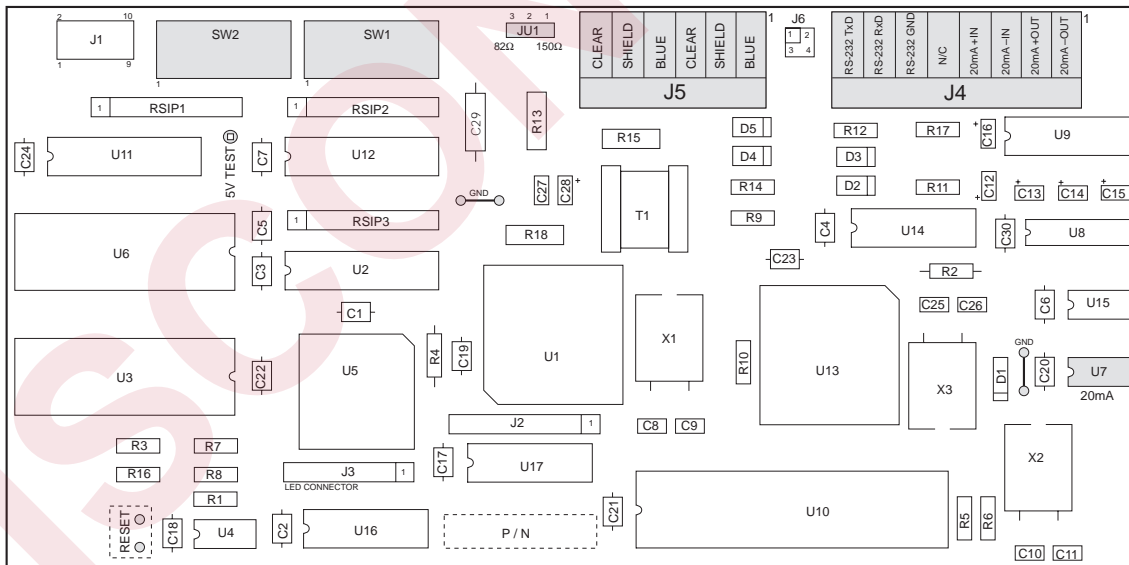 2 10
J1
1 9
SW2
1
SW1
1
3 2 1
JU1
82Ω 150Ω
CLEAR
SHIELD
BLUE
CLEAR
SHIELD
BLUE
1
J5
J6
1 2
3 4
RS-232 TxD
RS-232 RxD
RS-232 GND
N/C
20mA+IN
20mA–IN
20mA+OUT
20mA–OUT
1
J4
1 RSIP1
1 RSIP2
C29
R13
R15
D5
R12
R17
+
C16
U9
C24
U11
5V TEST
C7
U12
D4
D3
GND
C27
C28
+
T1
R14
D2
R11
C12
+
+
C13
+
C14
+
C15
C5
1 RSIP3
R18
R9
C4
U14
C30
U8
U6
C3
U2
C23
R2
C1
C25
C26
C6
U15
U3
C22
U5
R4
C19
U1
X1
R10
U13
X3
D1
GND
C20
U7
20mA
J2 1
C8
C9
R3
R7
R16
R8
R1
J3 1
LED CONNECTOR
C17
U17
X2
RESET
C18
U4
C2
U16
P / N
C21
U10
R5
R6
C10
C11
ISCON